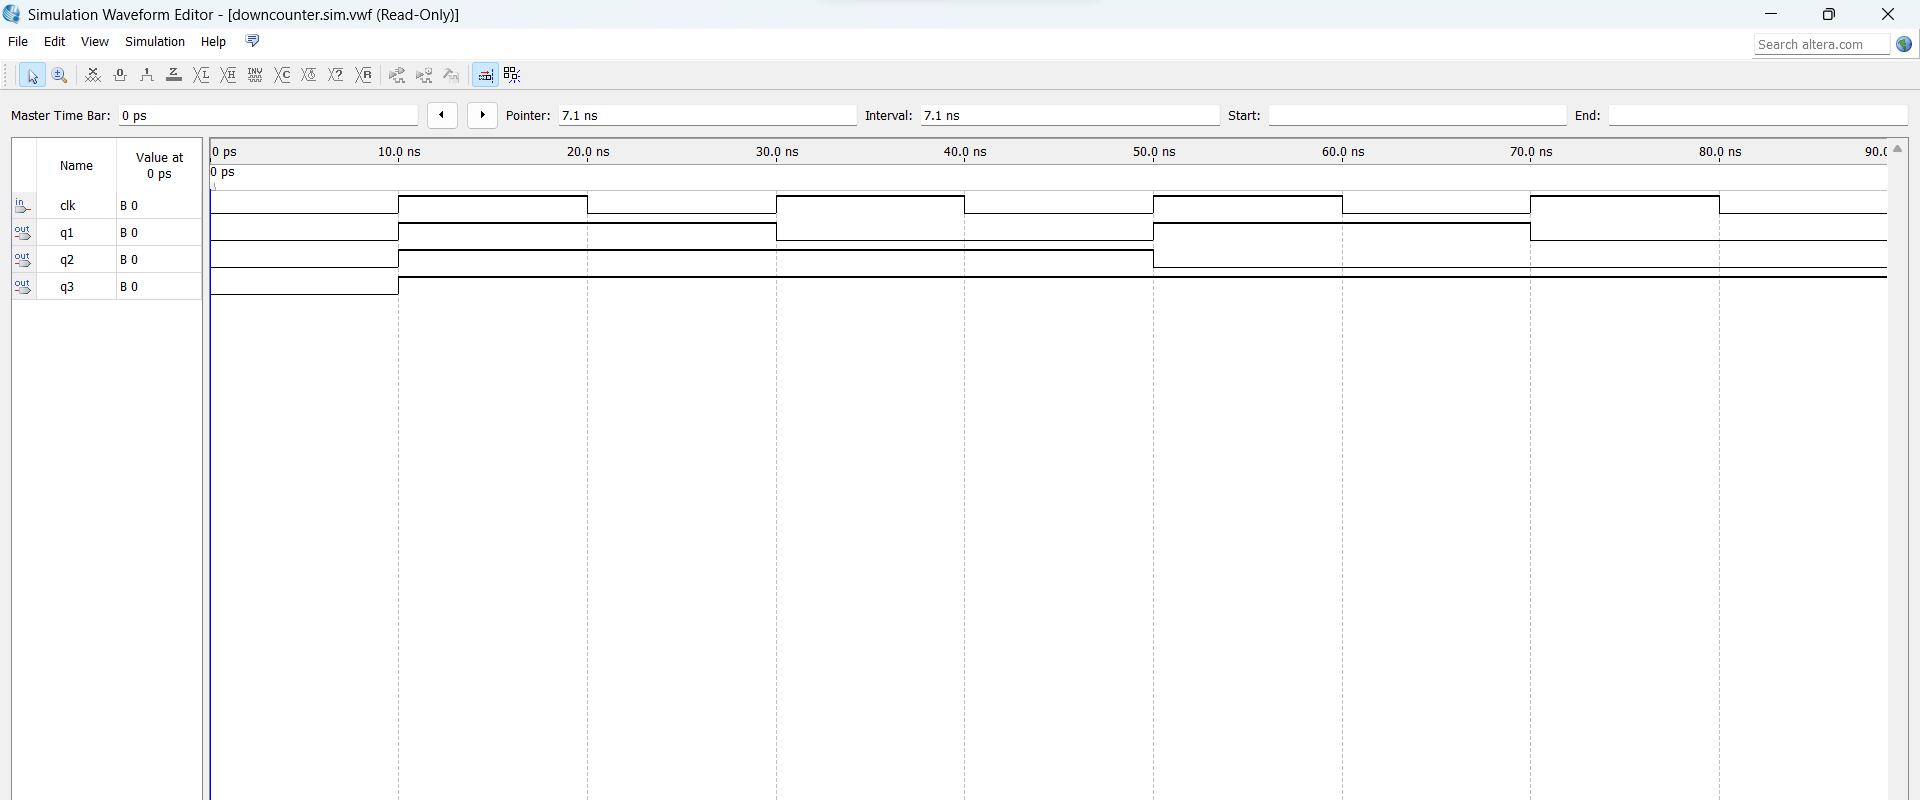 Simulation Waveform Editor - [downcounter.sim.vwf (Read-Only)]
File Edit View Simulation Help
Search altera.com
Master Time Bar: 0 ps Pointer: 7.1 ns Interval: 7.1 ns Start: End:
Name Value at 0 ps
0 ps 10.0 ns 20.0 ns 30.0 ns 40.0 ns 50.0 ns 60.0 ns 70.0 ns 80.0 ns 90.0
0 ps
in clk B 0
out q1 B 0
out q2 B 0
out q3 B 0